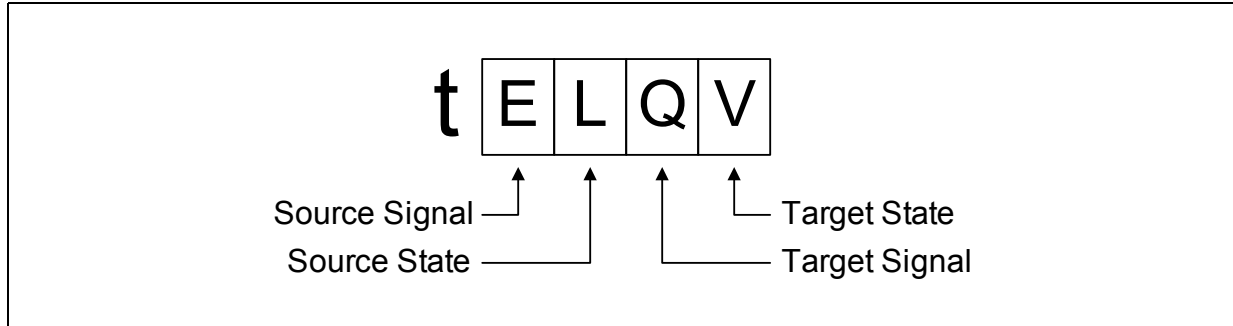 t E L Q V
Source Signal Target State
Source State Target Signal